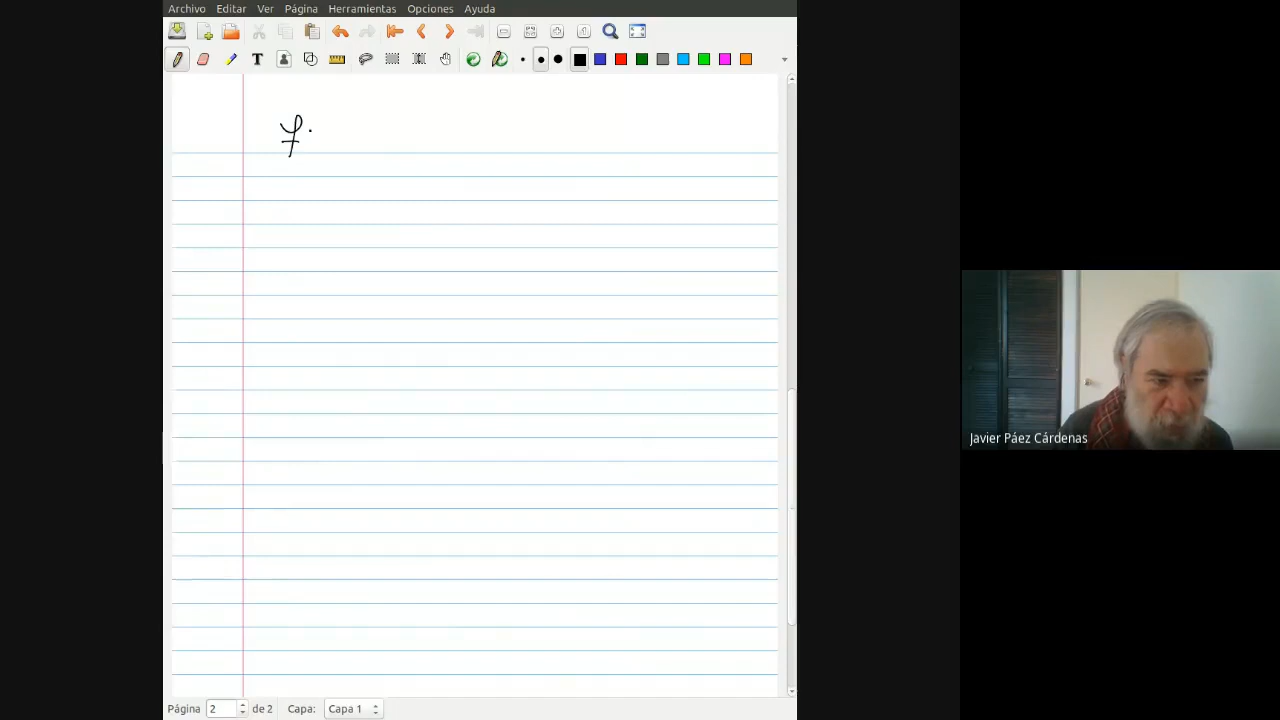 Archivo Editar Ver Página Herramientas Opciones Ayuda
T
Javier Páez Cárdenas
Página 2 de 2 Capa: Capa 1